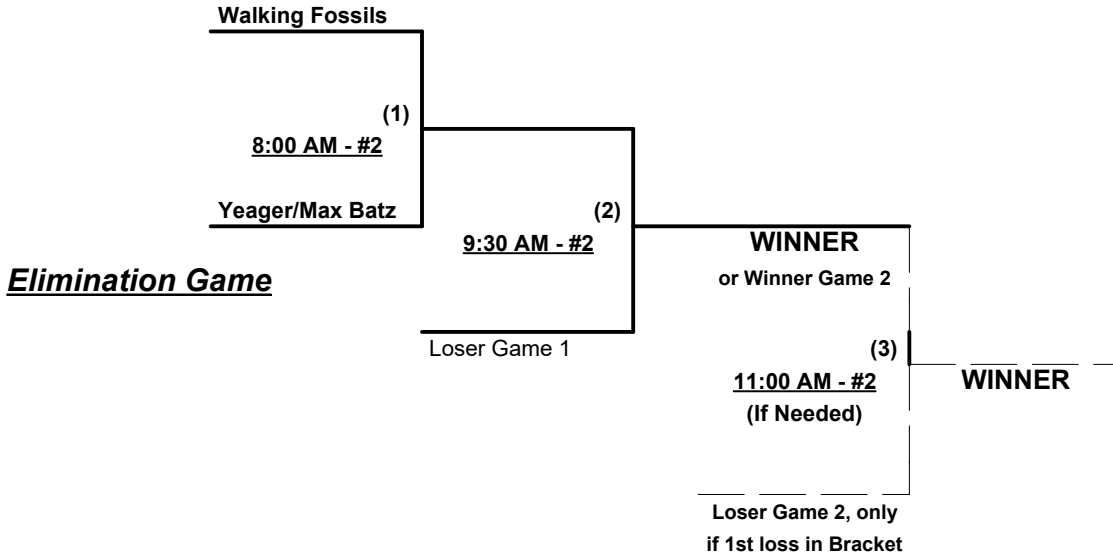 Walking Fossils
(1)
8:00 AM - #2
Yeager/Max Batz
(2)
9:30 AM - #2
WINNER
or Winner Game 2
Elimination Game
Loser Game 1
(3)
11:00 AM - #2
(If Needed)
WINNER
Loser Game 2, only
if 1st loss in Bracket